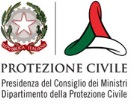 PROTEZIONE CIVILE
Presidenza del Consiglio dei Ministri
Dipartimento della Protezione Civile